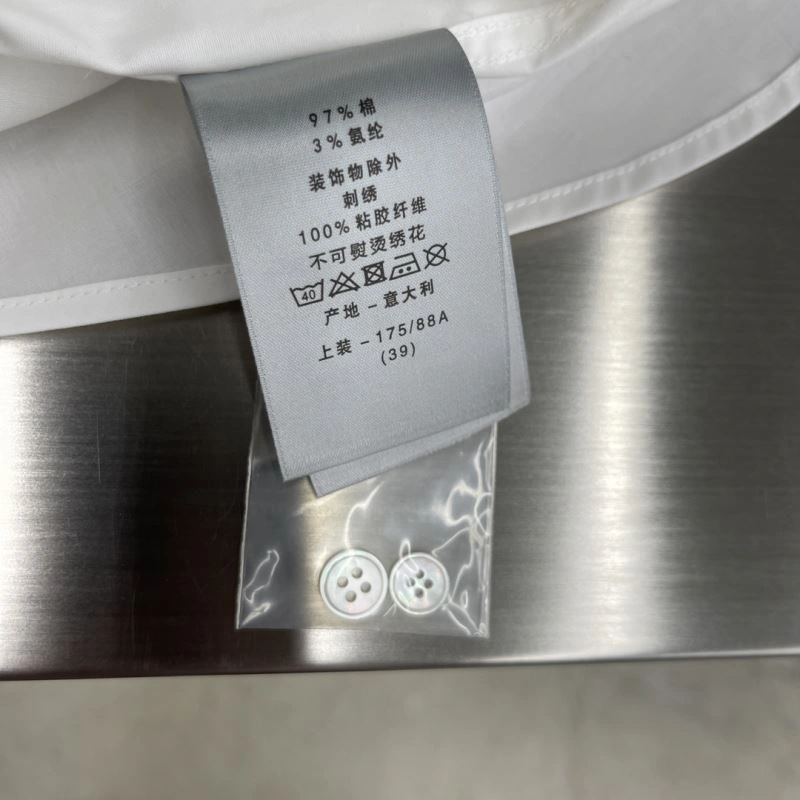 97%棉
3%氨纶
装饰物除外
刺绣
100%粘胶纤维
不可熨烫绣花
40
产地-意大利
上装-175/88A
(39)